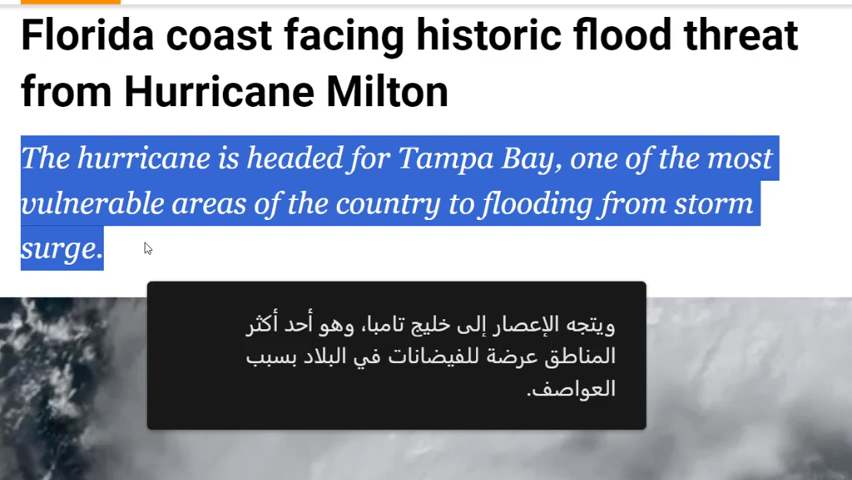 Florida coast facing historic flood threat
from Hurricane Milton
The hurricane is headed for Tampa Bay, one of the most
vulnerable areas of the country to flooding from storm
surge.
ويتجه الإعصار إلى خليج تامبا، وهو أحد أكثر
المناطق عرضة للفيضانات في البلاد بسبب
العواصف.